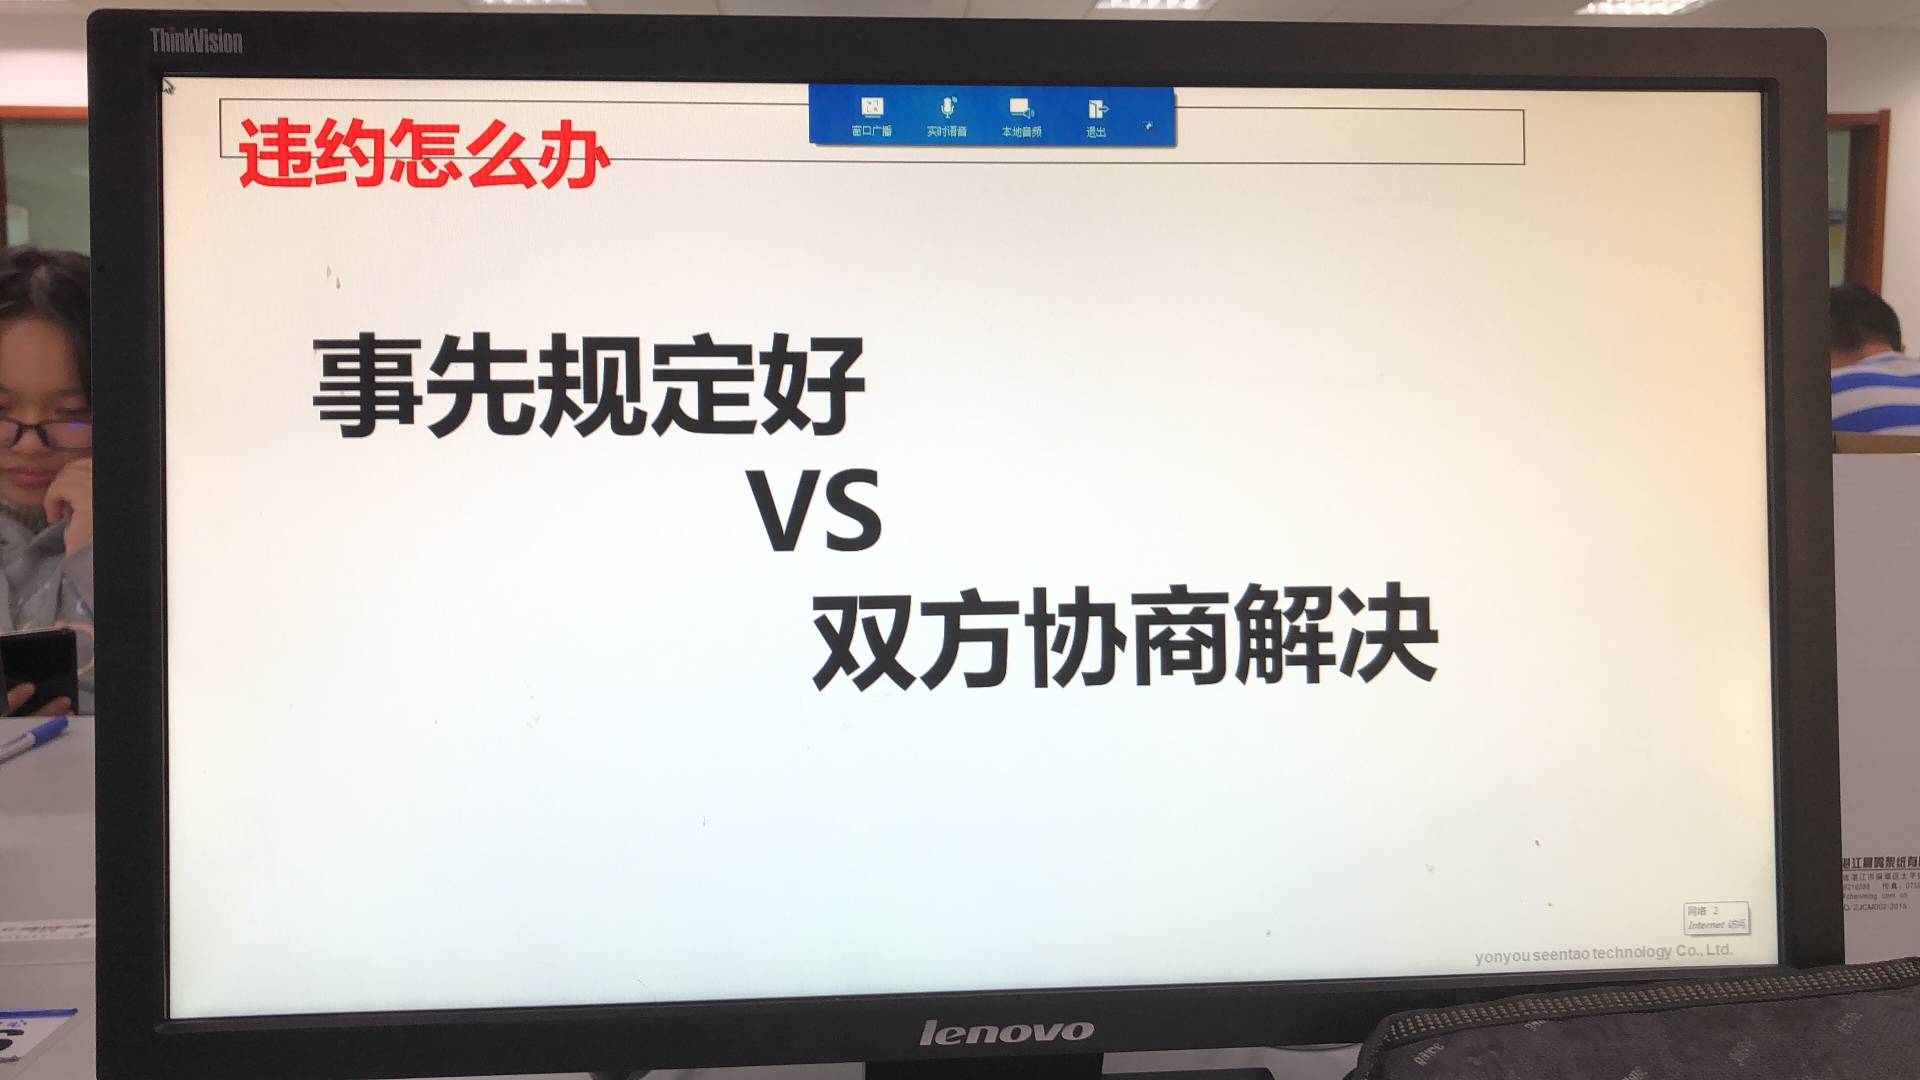 ThinkVision
窗口广播 实时语音 本地音频 退出
违约怎么办
事先规定好
VS
双方协商解决
网络 2
Internet 访问
yonyou seentao technology Co., Ltd.
lenovo